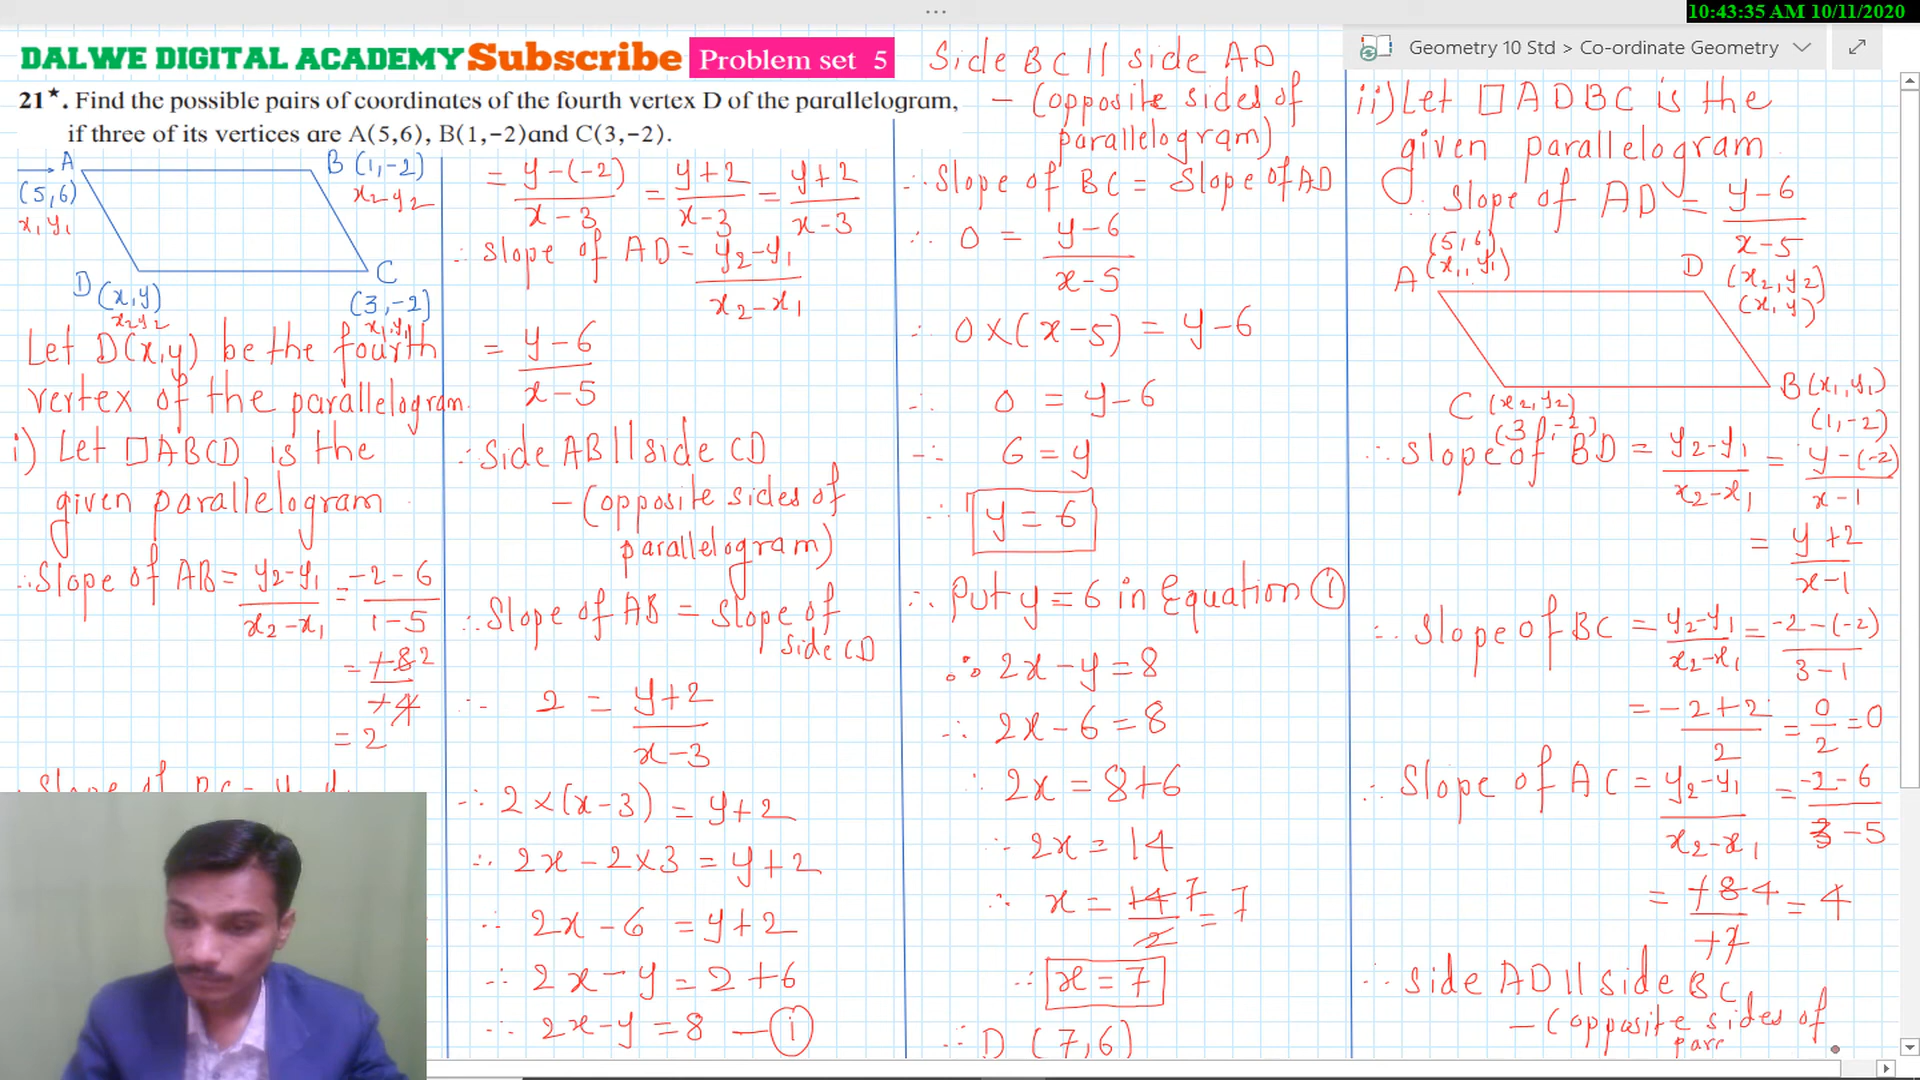 10:43:35 AM 10/11/2020
DALWE DIGITAL ACADEMY Subscribe Problem set 5
Geometry 10 Std > Co-ordinate Geometry
21*. Find the possible pairs of coordinates of the fourth vertex D of the parallelogram,
if three of its vertices are A(5,6), B(1,-2)and C(3,-2).
A
(5,6)
x₁y₁
B (1,-2)
x₂y₂
D (x,y)
x₂y₂
C
(3,-2)
x₁y₁
Let D(x,y) be the fourth
vertex of the parallelogram.
i) Let □ABCD is the
given parallelogram
∴ Slope of AB = y₂-y₁/x₂-x₁ = -2-6/1-5
= -8 2/-4
= 2
= y-(-2)/x-3 = y+2/x-3 = y+2/x-3
∴ slope of AD = y₂-y₁/x₂-x₁
= y-6/x-5
∴ Side AB || side CD
- (opposite sides of
parallelogram)
∴ Slope of AB = Slope of
side CD
∴ 2 = y+2/x-3
∴ 2×(x-3) = y+2
∴ 2x-2×3 = y+2
∴ 2x-6 = y+2
∴ 2x-y = 2+6
∴ 2x-y = 8 — (i)
Side BC || side AD
- (opposite sides of
parallelogram)
∴ Slope of BC = Slope of AD
∴ 0 = y-6/x-5
∴ 0×(x-5) = y-6
∴ 0 = y-6
∴ 6 = y
∴ y = 6
∴ Put y = 6 in Equation (i)
∴ 2x-y = 8
∴ 2x-6 = 8
∴ 2x = 8+6
∴ 2x = 14
∴ x = 14 7/2 = 7
∴ x = 7
∴ D (7,6)
ii) Let □ADBC is the
given parallelogram
∴ Slope of AD = y-6/x-5
(5,6)
A (x₁,y₁)
D (x₂,y₂)
(x,y)
B (x₁,y₁)
(1,-2)
C (x₂,y₂)
(3,-2)
∴ Slope of BD = y₂-y₁/x₂-x₁ = y-(-2)/x-1
= y+2/x-1
∴ Slope of BC = y₂-y₁/x₂-x₁ = -2-(-2)/3-1
= -2+2/2 = 0/2 = 0
∴ Slope of AC = y₂-y₁/x₂-x₁ = -2-6/3-5
= -8 4/-2 = 4
∴ Side AD || side BC
- (opposite sides of